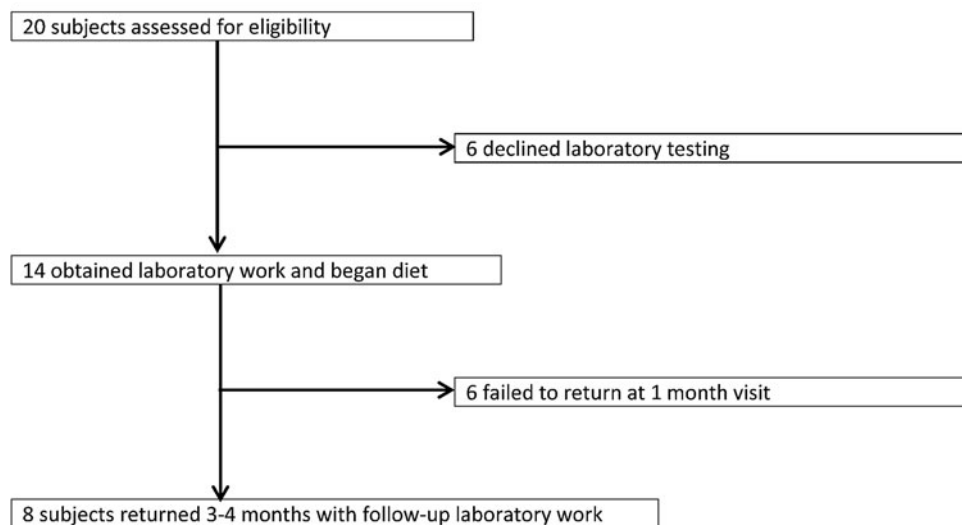 20 subjects assessed for eligibility
6 declined laboratory testing
14 obtained laboratory work and began diet
6 failed to return at 1 month visit
8 subjects returned 3-4 months with follow-up laboratory work